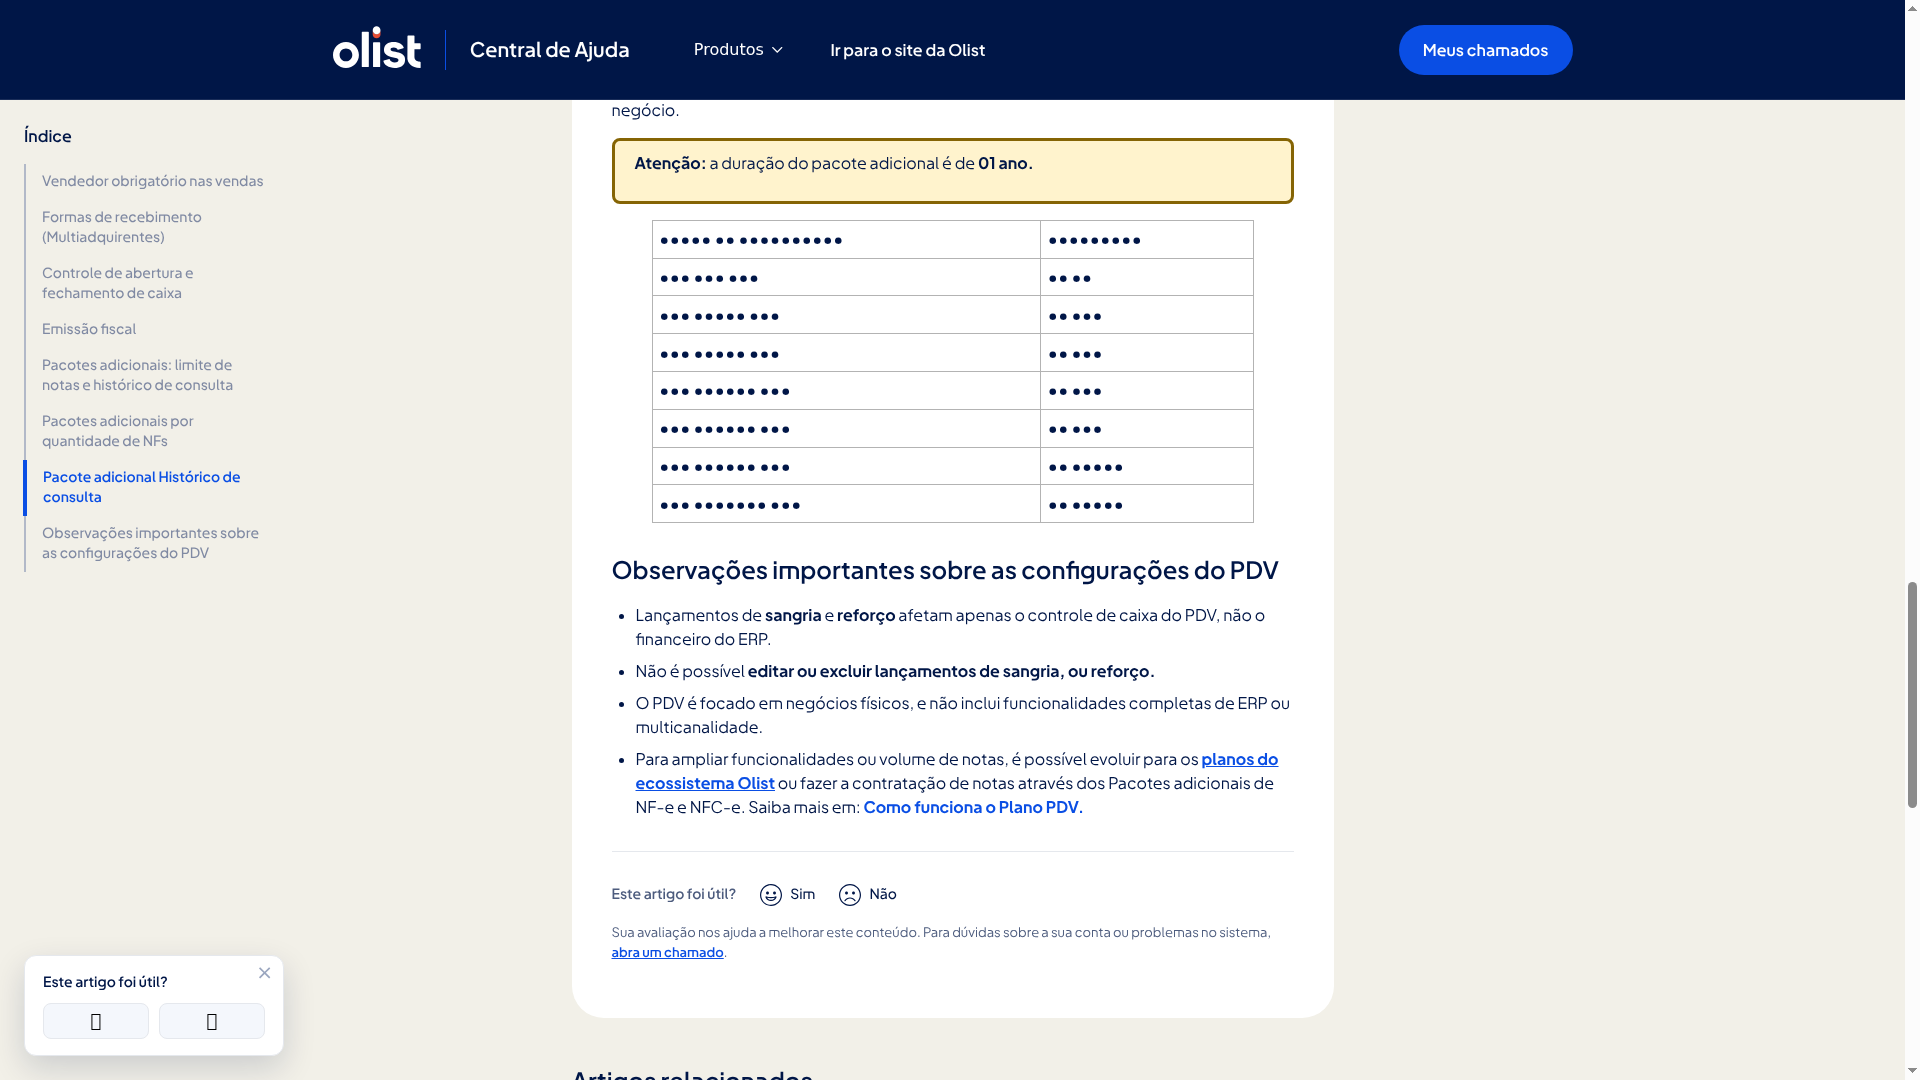 olist
Central de Ajuda
Produtos
Ir para o site da Olist
Meus chamados
Índice
Vendedor obrigatório nas vendas
Formas de recebimento
(Multiadquirentes)
Controle de abertura e
fechamento de caixa
Emissão fiscal
Pacotes adicionais: limite de
notas e histórico de consulta
Pacotes adicionais por
quantidade de NFs
Pacote adicional Histórico de
consulta
Observações importantes sobre
as configurações do PDV
negócio.
Atenção: a duração do pacote adicional é de 01 ano.
Observações importantes sobre as configurações do PDV
• Lançamentos de sangria e reforço afetam apenas o controle de caixa do PDV, não o
financeiro do ERP.
• Não é possível editar ou excluir lançamentos de sangria, ou reforço.
• O PDV é focado em negócios físicos, e não inclui funcionalidades completas de ERP ou
multicanalidade.
• Para ampliar funcionalidades ou volume de notas, é possível evoluir para os planos do
ecossistema Olist ou fazer a contratação de notas através dos Pacotes adicionais de
NF-e e NFC-e. Saiba mais em: Como funciona o Plano PDV.
Este artigo foi útil? Sim Não
Sua avaliação nos ajuda a melhorar este conteúdo. Para dúvidas sobre a sua conta ou problemas no sistema,
abra um chamado.
Este artigo foi útil?
Artigos relacionados